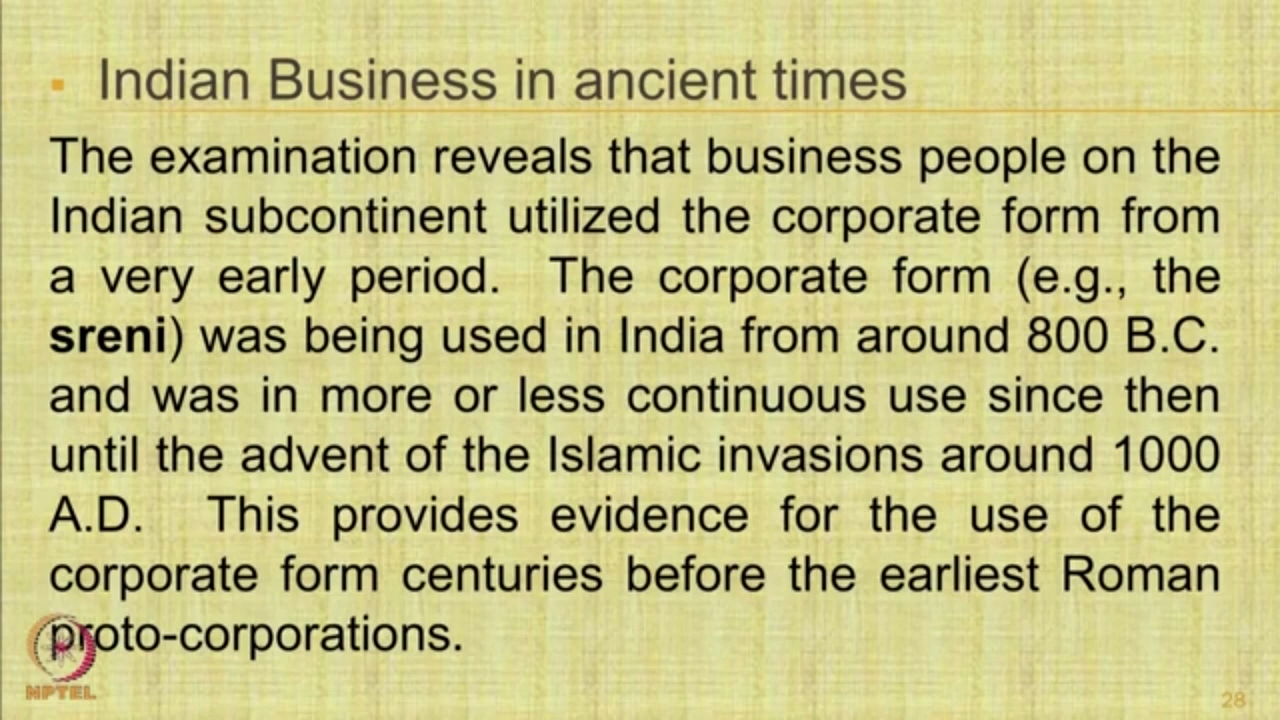 Indian Business in ancient times
The examination reveals that business people on the
Indian subcontinent utilized the corporate form from
a very early period. The corporate form (e.g., the
sreni) was being used in India from around 800 B.C.
and was in more or less continuous use since then
until the advent of the Islamic invasions around 1000
A.D. This provides evidence for the use of the
corporate form centuries before the earliest Roman
proto-corporations.
NPTEL
28